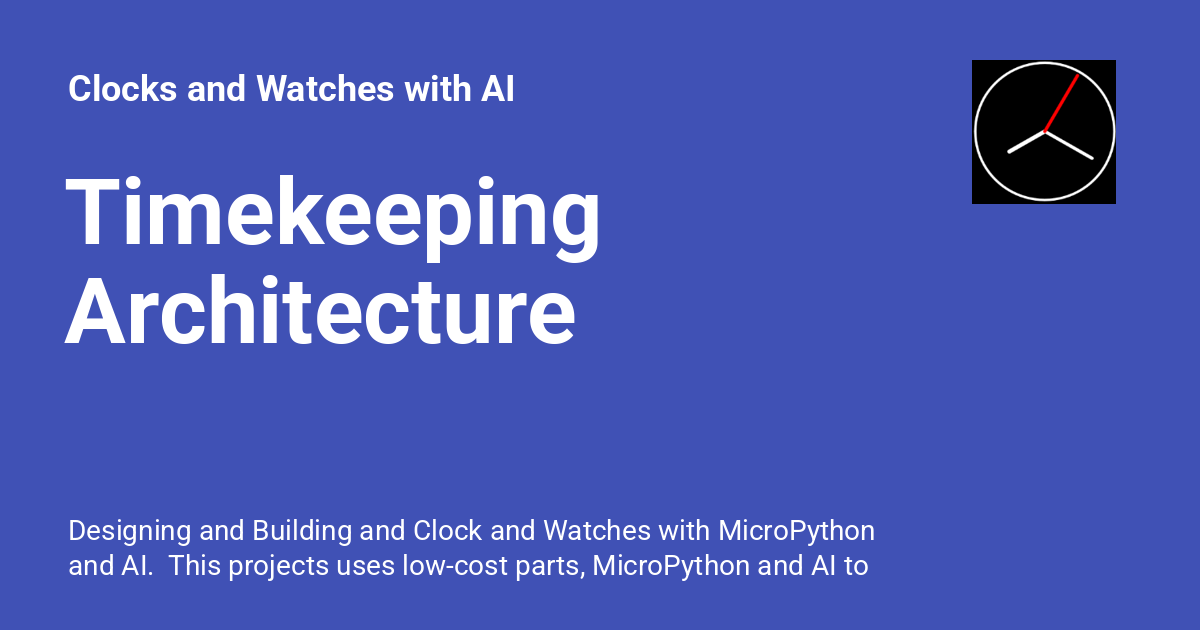 Clocks and Watches with AI
Timekeeping
Architecture
Designing and Building and Clock and Watches with MicroPython
and AI.  This projects uses low-cost parts, MicroPython and AI to